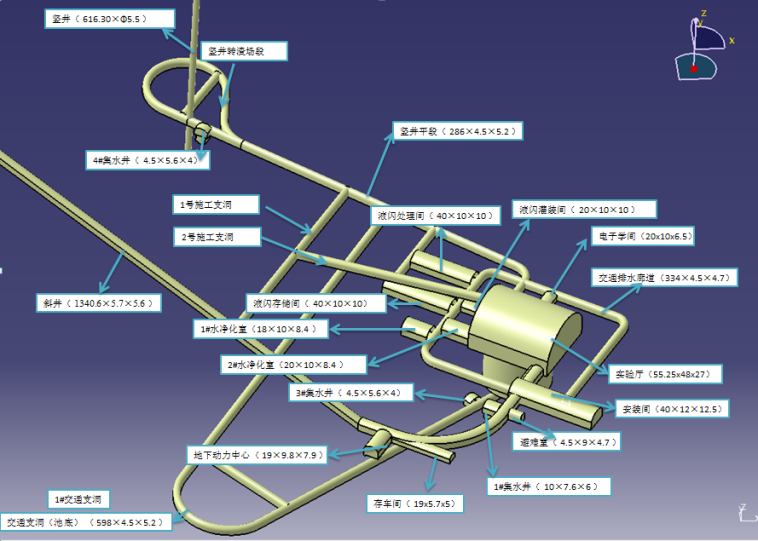 竖井（ 616.30×Φ5.5 ）
竖井转渣场段
z
y
x
竖井平段（ 286×4.5×5.2 ）
4#集水井（ 4.5×5.6×4）
1号施工支洞
液闪处理间（ 40×10×10）
液闪灌装间（ 20×10×10）
2号施工支洞
电子学间（20x10x6.5）
交通排水廊道（334×4.5×4.7）
斜井（ 1340.6×5.7×5.6）
液闪存储间（ 40×10×10）
1#水净化室（18×10×8.4 ）
2#水净化室（20×10×8.4 ）
实验厅（55.25x48x27）
3#集水井（ 4.5×5.6×4）
安装间（40×12×12.5）
避难室（ 4.5×9×4.7）
地下动力中心（ 19×9.8×7.9 ）
1#集水井（ 10×7.6×6 ）
1#交通支洞
存车间（ 19x5.7x5）
交通支洞（池底）（598×4.5×5.2 ）
z
x